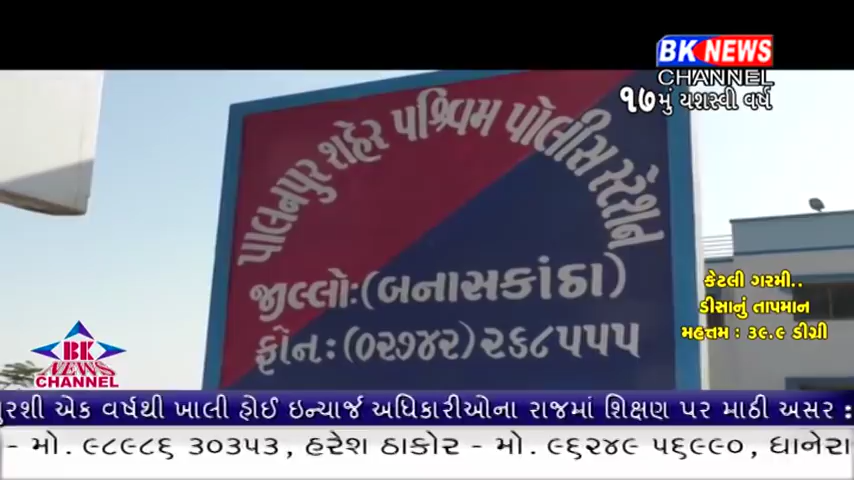 BK NEWS
CHANNEL
૧૭મું યશસ્વી વર્ષ
પાલનપુર શહેર પશ્ચિમ પોલીસ સ્ટેશન
જીલ્લો:(બનાસકાંઠા)
ફોન:(૦૨૭૪૨)૨૬૮૫૫૫
કેટલી ગરમી..
ડીસાનું તાપમાન
મહત્તમ : ૩૯.૯ ડીગ્રી
BK
NEWS
CHANNEL
એક વર્ષથી ખાલી હોઈ ઇન્ચાર્જ અધિકારીઓના રાજમાં શિક્ષણ પર માઠી અસર :
- મો. ૯૮૯૮૬ ૩૦૩૫૩, હરેશ ઠાકોર - મો. ૯૬૨૪૯ ૫૬૯૯૦, ધાનેરા